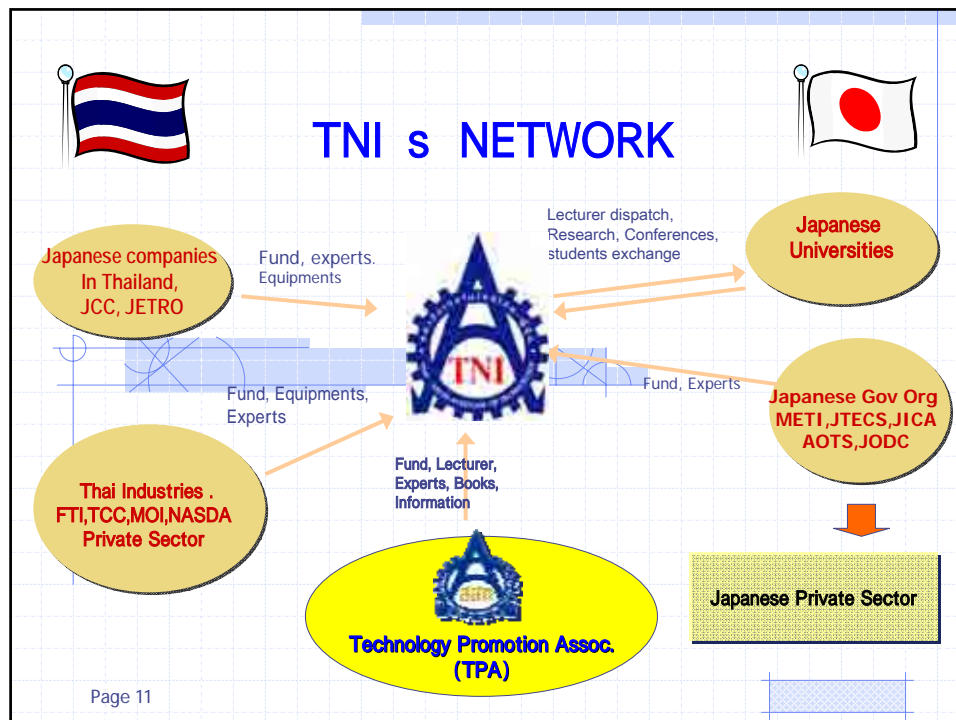 TNI s NETWORK
Japanese companies
In Thailand,
JCC, JETRO
Fund, experts.
Equipments
Lecturer dispatch,
Research, Conferences,
students exchange
Japanese
Universities
TNI
Fund, Equipments,
Experts
Fund, Experts
Japanese Gov Org
METI,JTECS,JICA
AOTS,JODC
Thai Industries .
FTI,TCC,MOI,NASDA
Private Sector
Fund, Lecturer,
Experts, Books,
Information
Japanese Private Sector
Technology Promotion Assoc.
(TPA)
Page 11